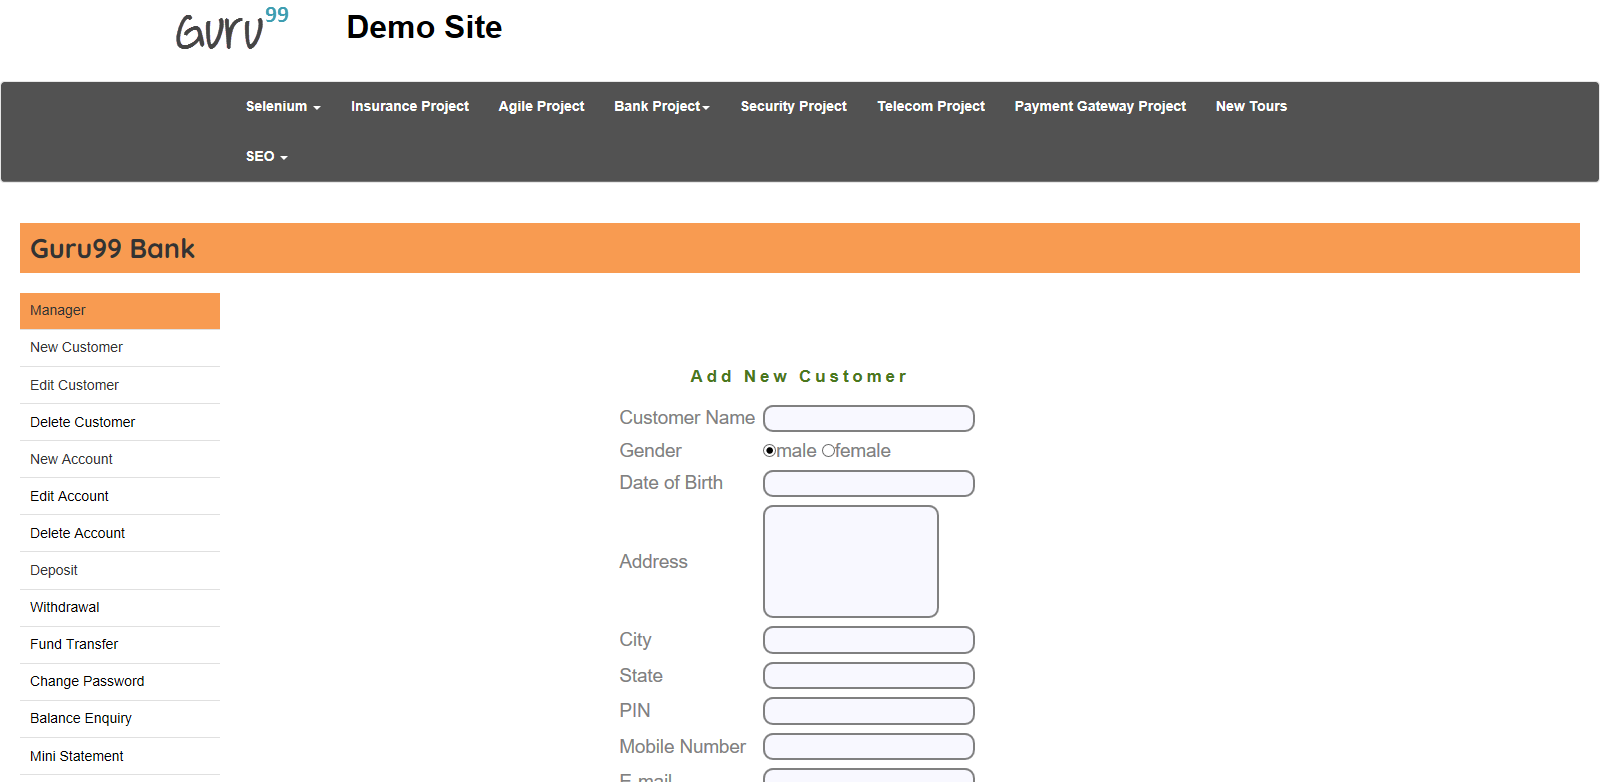 Guru99 Demo Site
Selenium Insurance Project Agile Project Bank Project Security Project Telecom Project Payment Gateway Project New Tours
SEO
Guru99 Bank
Manager
New Customer
Edit Customer
Delete Customer
New Account
Edit Account
Delete Account
Deposit
Withdrawal
Fund Transfer
Change Password
Balance Enquiry
Mini Statement
Add New Customer
Customer Name
Gender male female
Date of Birth
Address
City
State
PIN
Mobile Number
E-mail